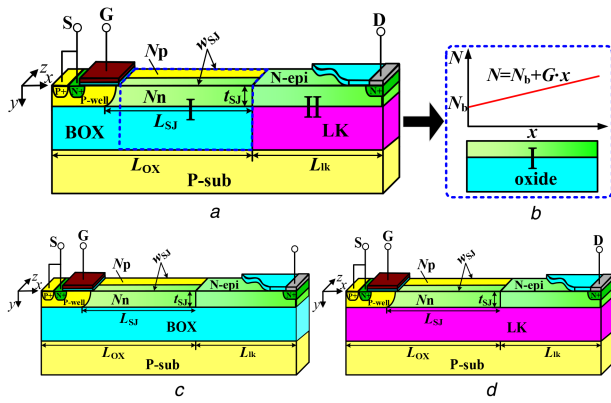 S G D
z x y
P+ N+ P-well
Np
wSJ
N-epi
Nn
tSJ
N+
I II
LSJ
BOX LK
LOX Llk
P-sub
a
N
N=Nb+G·x
Nb
x
I
oxide
b
S G
z x y
P+ N+ P-well
Np
wSJ
N-epi
Nn
tSJ
N+
LSJ
BOX
LOX Llk
P-sub
c
S G D
z x y
P+ N+ P-well
Np
wSJ
N-epi
Nn
tSJ
N+
LSJ
LK
LOX Llk
P-sub
d